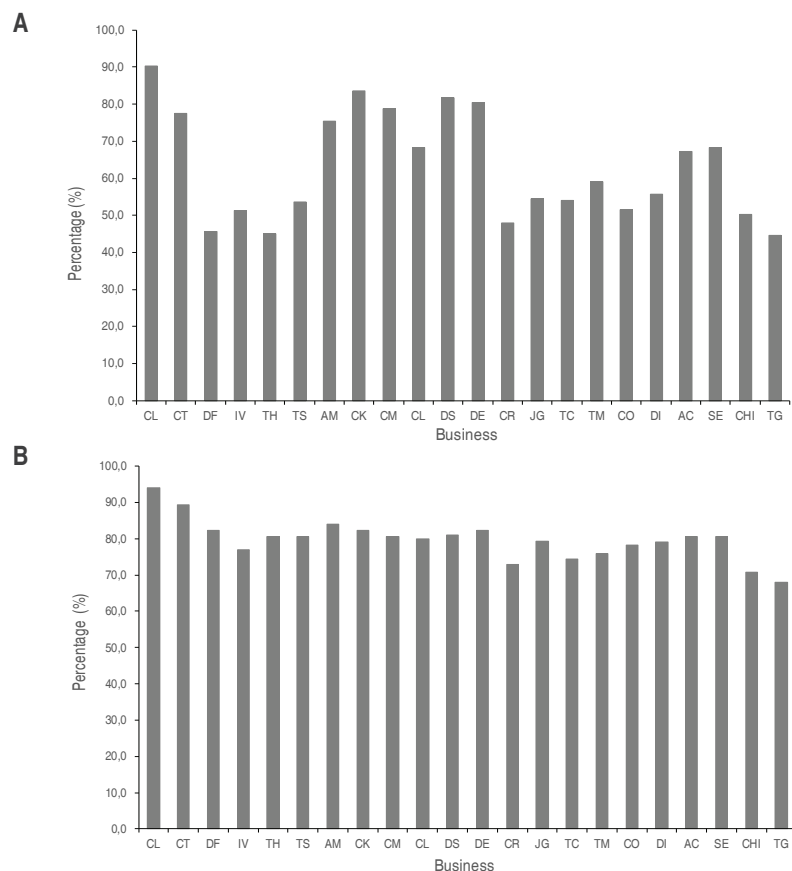 A
100,0
90,0
80,0
70,0
60,0
50,0
40,0
30,0
20,0
10,0
0,0
Percentage (%)
CL CT DF IV TH TS AM CK CM CL DS DE CR JG TC TM CO DI AC SE CHI TG
Business
B
100,0
90,0
80,0
70,0
60,0
50,0
40,0
30,0
20,0
10,0
0,0
Percentage (%)
CL CT DF IV TH TS AM CK CM CL DS DE CR JG TC TM CO DI AC SE CHI TG
Business